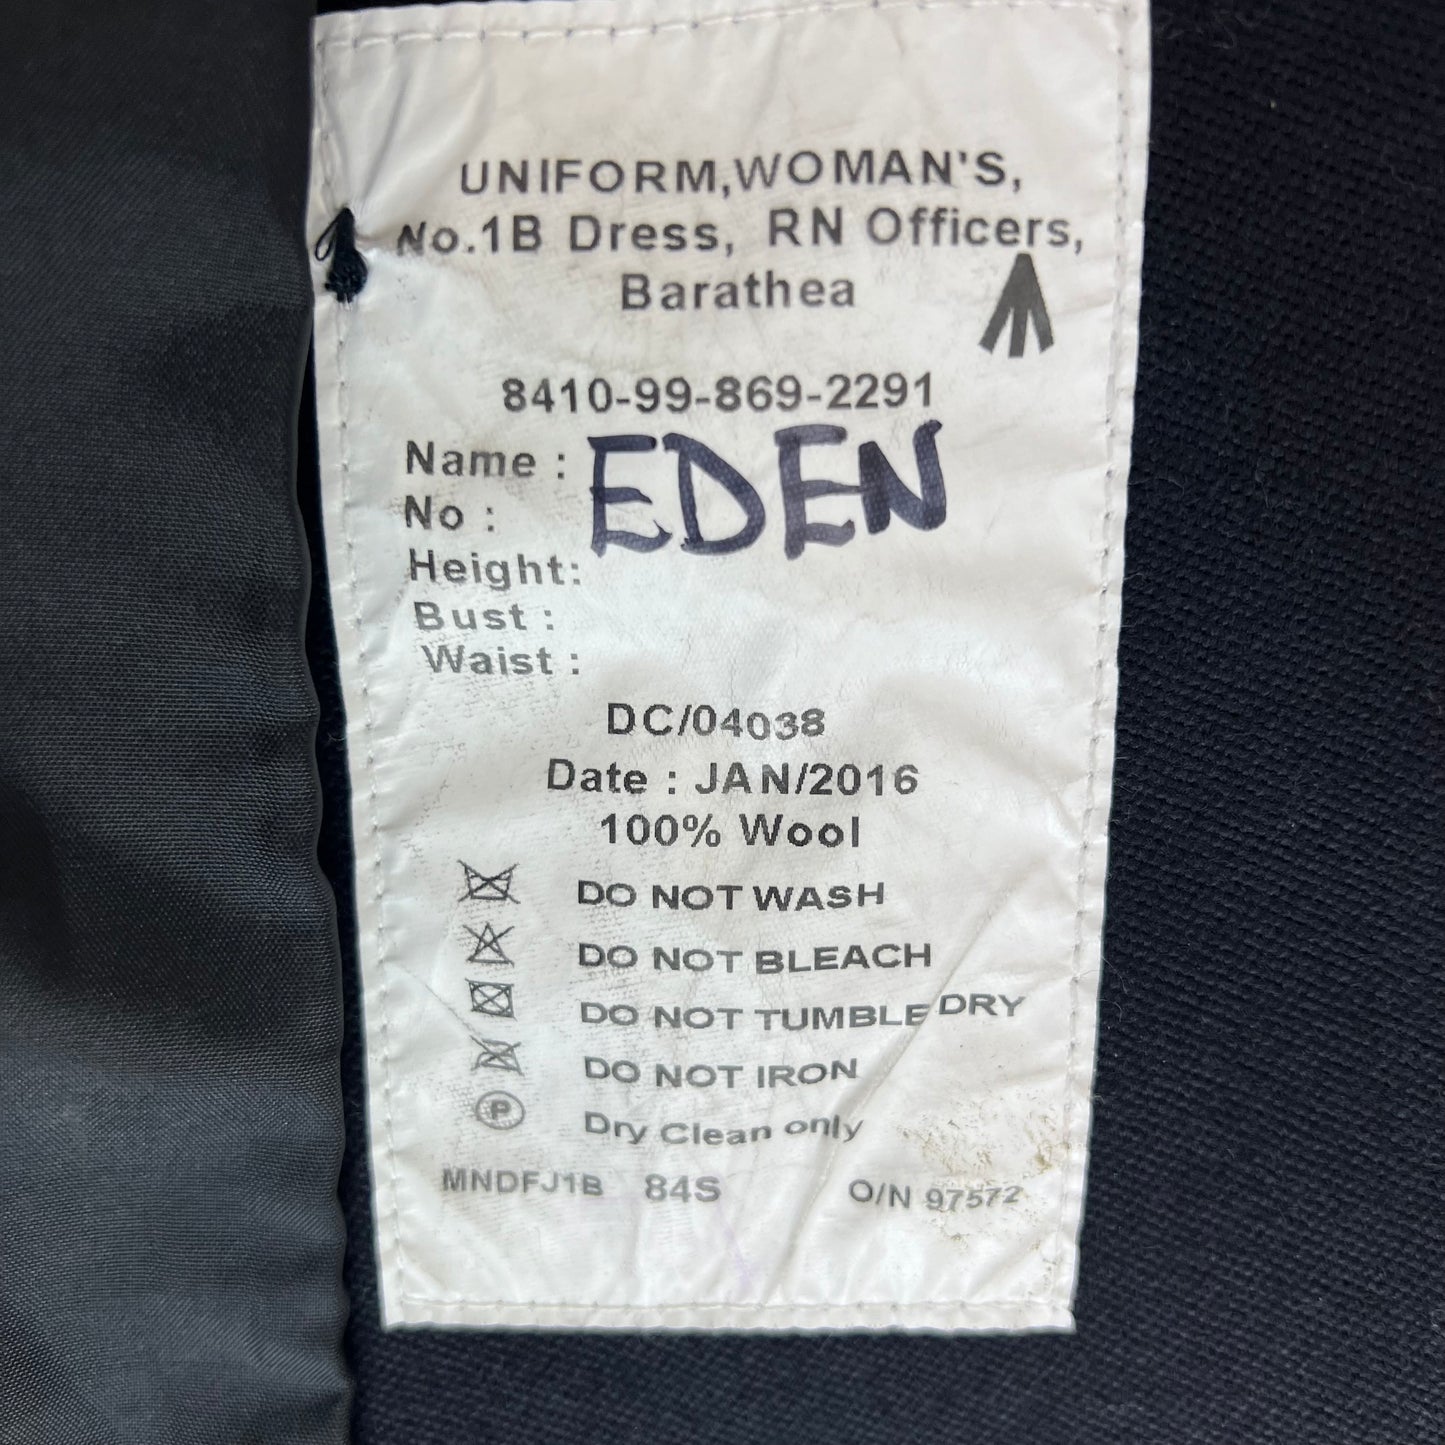 UNIFORM,WOMAN'S,
No.1B Dress, RN Officers,
Barathea
8410-99-869-2291
Name : EDEN
No :
Height:
Bust :
Waist :
DC/04038
Date : JAN/2016
100% Wool
DO NOT WASH
DO NOT BLEACH
DO NOT TUMBLE DRY
DO NOT IRON
P Dry Clean only
MNDFJ1B 84S O/N 97572